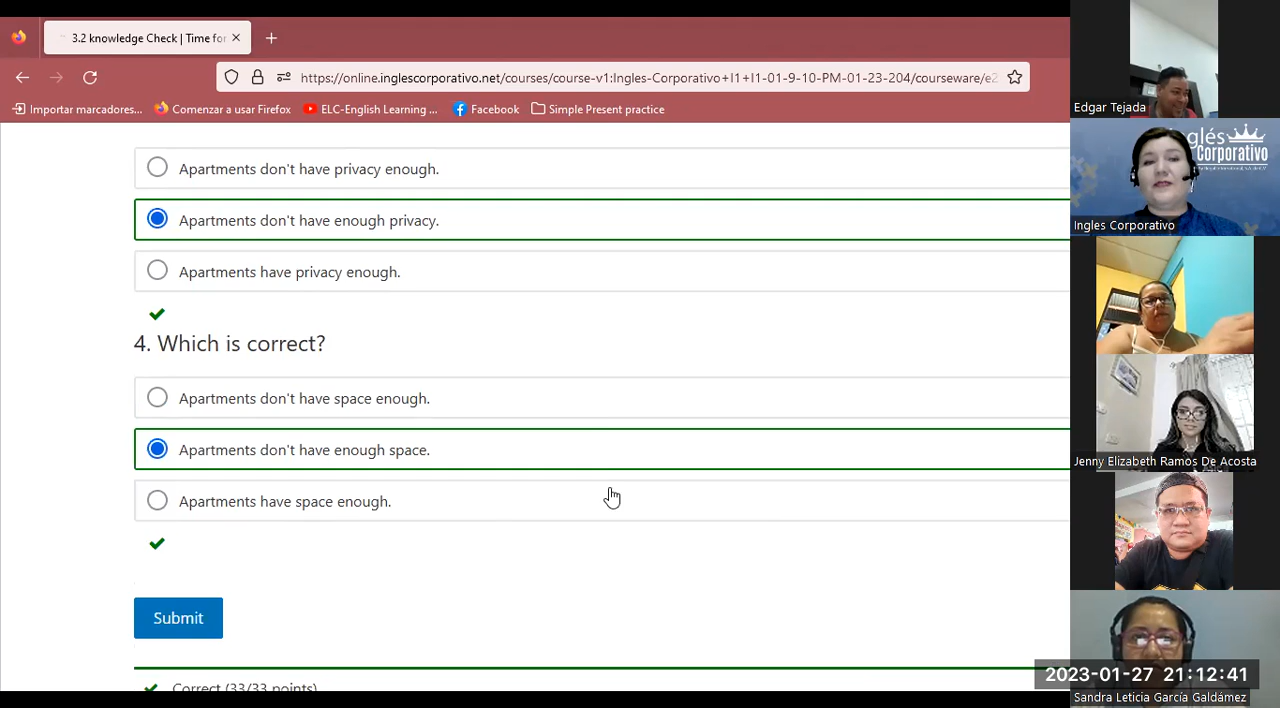 3.2 knowledge Check | Time for
https://online.inglescorporativo.net/courses/course-v1:Ingles-Corporativo+I1+I1-01-9-10-PM-01-23-204/courseware/e2
Importar marcadores... Comenzar a usar Firefox ELC-English Learning ... Facebook Simple Present practice
Apartments don't have privacy enough.
Apartments don't have enough privacy.
Apartments have privacy enough.
4. Which is correct?
Apartments don't have space enough.
Apartments don't have enough space.
Apartments have space enough.
Submit
Correct (33/33 points)
Edgar Tejada
glés
Corporativo
Ingles Corporativo
Jenny Elizabeth Ramos De Acosta
2023-01-27 21:12:41
Sandra Leticia García Galdámez